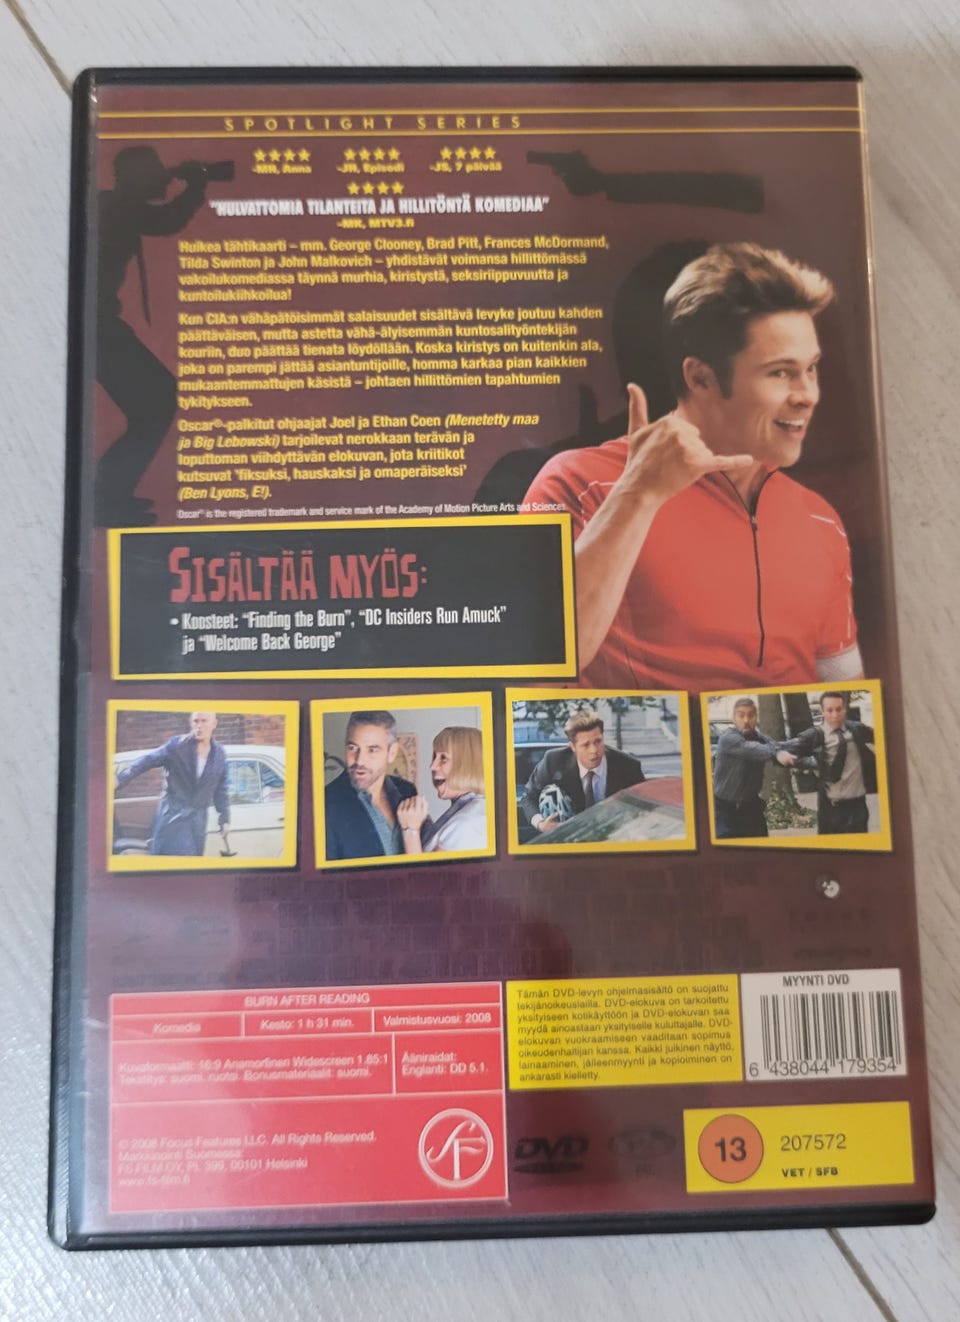 SPOTLIGHT SERIES
-MR, Anna
-JH, Episodi
-JS, 7 päivää
"HULVATTOMIA TILANTEITA JA HILLITÖNTÄ KOMEDIAA"
-MK, MTV3.fi
Huikea tähtikaarti – mm. George Clooney, Brad Pitt, Frances McDormand,
Tilda Swinton ja John Malkovich – yhdistävät voimansa hillittömässä
vakoilukomediassa täynnä murhia, kiristystä, seksiriippuvuutta ja
kuntoilukiihkoilua!
Kun CIA:n vähäpätöisimmät salaisuudet sisältävä levyke joutuu kahden
päättäväisen, mutta astetta vähä-älyisemmän kuntosalityöntekijän
kouriin, duo päättää tienata löydöllään. Koska kiristys on kuitenkin ala,
joka on parempi jättää asiantuntijoille, homma karkaa pian kaikkien
mukaantemmattujen käsistä – johtaen hillittömien tapahtumien
tykitykseen.
Oscar®-palkitut ohjaajat Joel ja Ethan Coen (Menetetty maa
ja Big Lebowski) tarjoilevat nerokkaan terävän ja
loputtoman viihdyttävän elokuvan, jota kriitikot
kutsuvat 'fiksuksi, hauskaksi ja omaperäiseksi'
(Ben Lyons, E!).
Oscar® is the registered trademark and service mark of the Academy of Motion Picture Arts and Sciences.
SISÄLTÄÄ MYÖS:
• Koosteet: "Finding the Burn", "DC Insiders Run Amuck"
ja "Welcome Back George"
BURN AFTER READING
Komedia
Kesto: 1 h 31 min.
Valmistusvuosi: 2008
Kuvaformaatti: 16:9 Anamorfinen Widescreen 1.85:1
Tekstitys: suomi, ruotsi. Bonusmateriaalit: suomi.
Ääniraidat:
Englanti: DD 5.1.
© 2008 Focus Features LLC. All Rights Reserved.
Markkinointi Suomessa:
FS FILM OY, PL 399, 00101 Helsinki
www.fs-film.fi
SF
Tämän DVD-levyn ohjelmasisältö on suojattu
tekijänoikeuslailla. DVD-elokuva on tarkoitettu
yksityiseen kotikäyttöön ja DVD-elokuvan saa
myydä ainoastaan yksityiselle kuluttajalle. DVD-
elokuvan vuokraamiseen vaaditaan sopimus
oikeudenhaltijan kanssa. Kaikki julkinen näyttö,
lainaaminen, jälleenmyynti ja kopioiminen on
ankarasti kielletty.
MYYNTI DVD
6 438044 179354
DVD
13
207572
VET / SFB